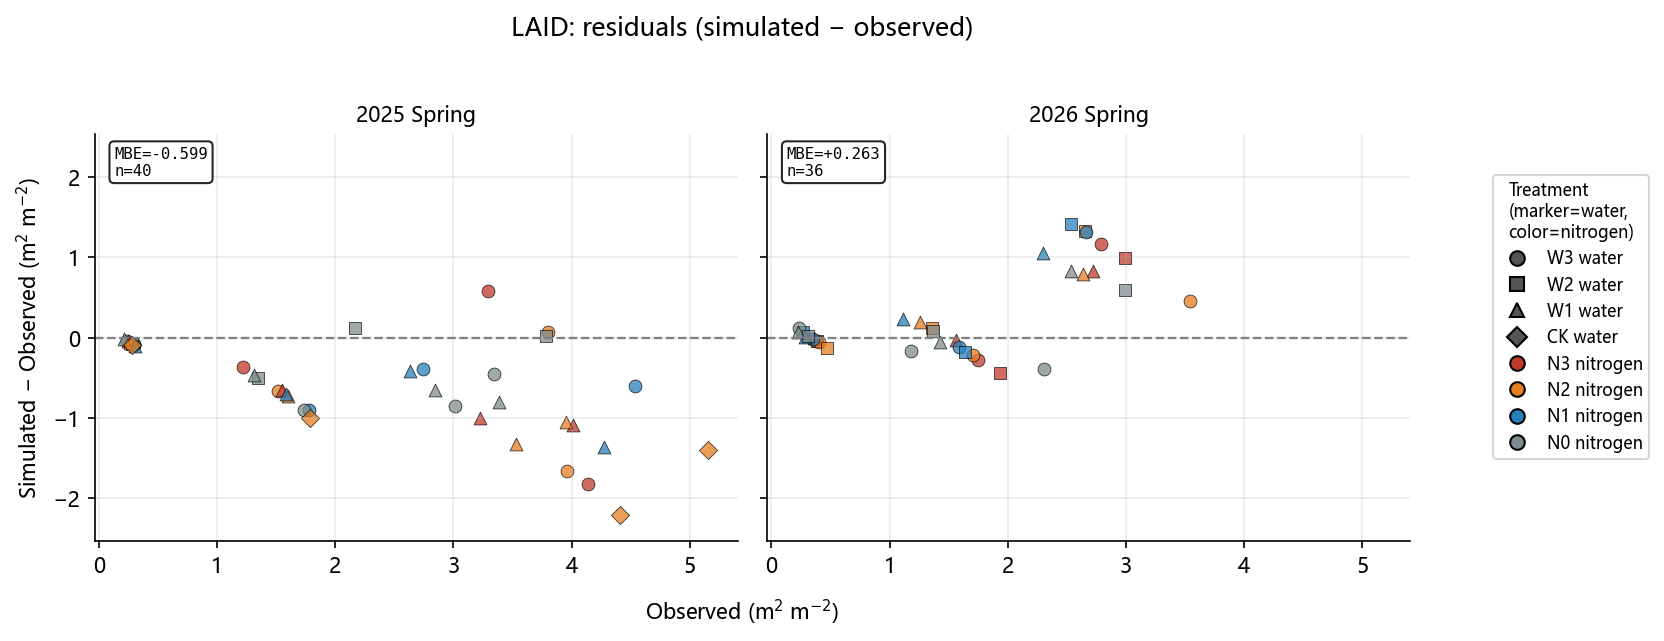 LAID: residuals (simulated − observed)
2025 Spring
2026 Spring
MBE=-0.599
n=40
MBE=+0.263
n=36
Simulated − Observed (m² m⁻²)
2
1
0
−1
−2
0 1 2 3 4 5
0 1 2 3 4 5
Observed (m² m⁻²)
Treatment
(marker=water,
color=nitrogen)
W3 water
W2 water
W1 water
CK water
N3 nitrogen
N2 nitrogen
N1 nitrogen
N0 nitrogen